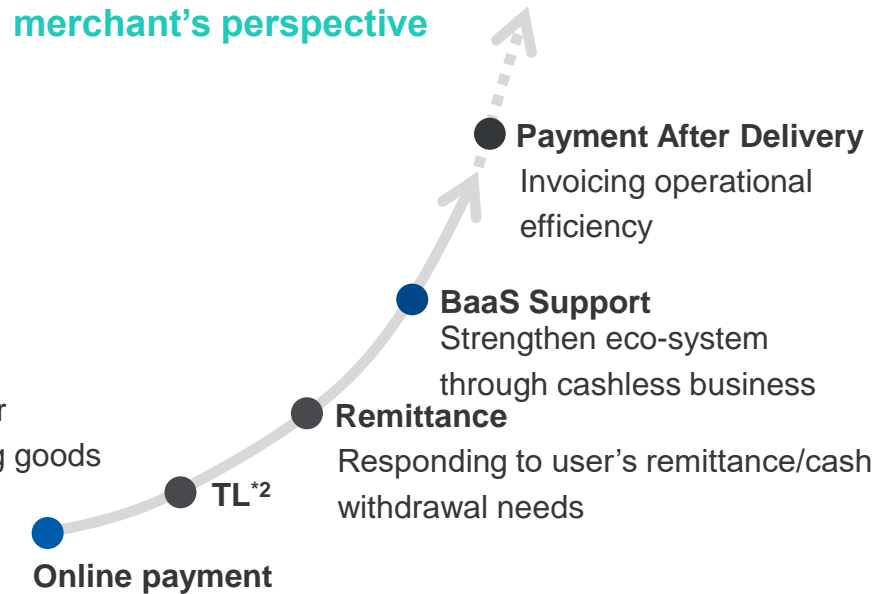 merchant's perspective
Payment After Delivery
Invoicing operational
efficiency
BaaS Support
Strengthen eco-system
through cashless business
Remittance
Responding to user's remittance/cash
withdrawal needs
goods
TL*2
Online payment